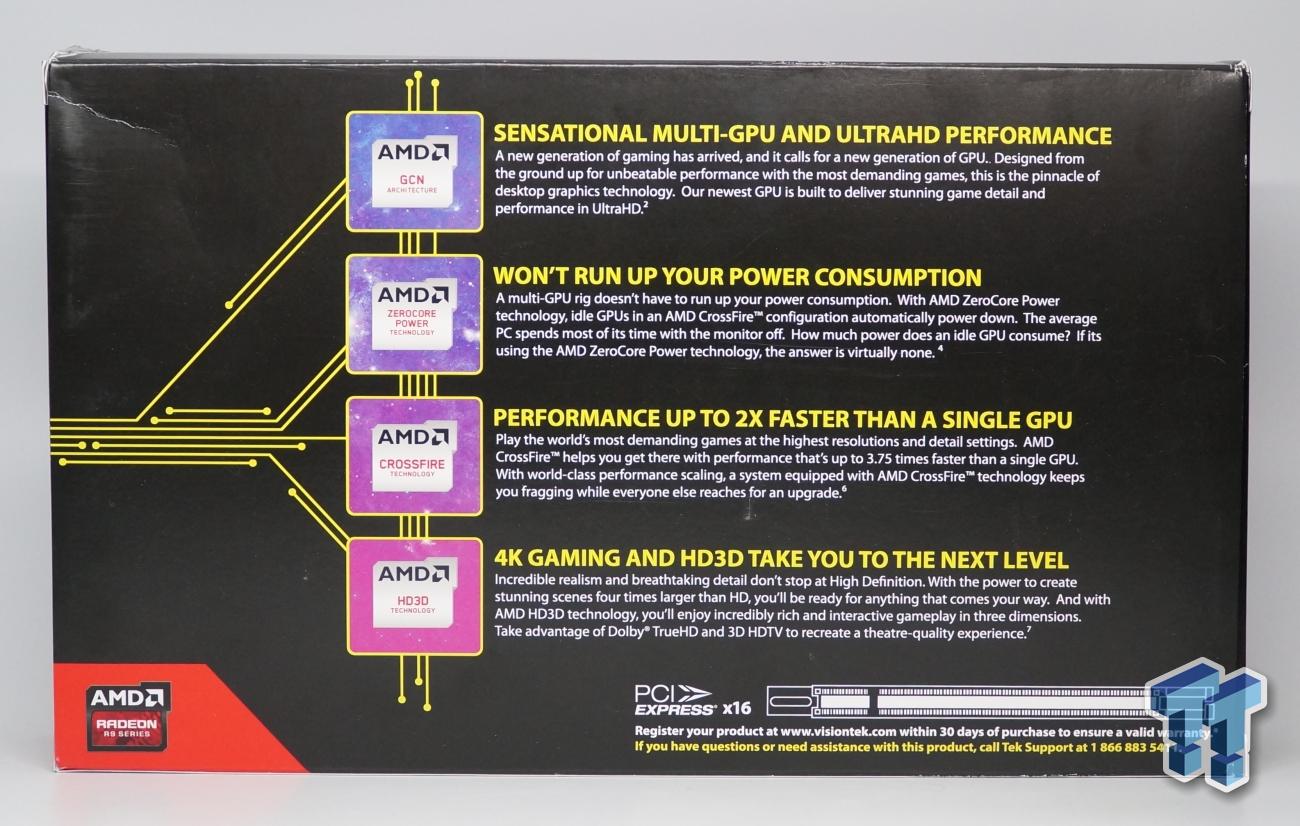 AMD
GCN
ARCHITECTURE
SENSATIONAL MULTI-GPU AND ULTRAHD PERFORMANCE
A new generation of gaming has arrived, and it calls for a new generation of GPU.. Designed from
the ground up for unbeatable performance with the most demanding games, this is the pinnacle of
desktop graphics technology. Our newest GPU is built to deliver stunning game detail and
performance in UltraHD.²
AMD
ZEROCORE
POWER
TECHNOLOGY
WON'T RUN UP YOUR POWER CONSUMPTION
A multi-GPU rig doesn't have to run up your power consumption. With AMD ZeroCore Power
technology, idle GPUs in an AMD CrossFire™ configuration automatically power down. The average
PC spends most of its time with the monitor off. How much power does an idle GPU consume? If its
using the AMD ZeroCore Power technology, the answer is virtually none. ⁴
AMD
CROSSFIRE
TECHNOLOGY
PERFORMANCE UP TO 2X FASTER THAN A SINGLE GPU
Play the world's most demanding games at the highest resolutions and detail settings. AMD
CrossFire™ helps you get there with performance that's up to 3.75 times faster than a single GPU.
With world-class performance scaling, a system equipped with AMD CrossFire™ technology keeps
you fragging while everyone else reaches for an upgrade.⁶
AMD
HD3D
TECHNOLOGY
4K GAMING AND HD3D TAKE YOU TO THE NEXT LEVEL
Incredible realism and breathtaking detail don't stop at High Definition. With the power to create
stunning scenes four times larger than HD, you'll be ready for anything that comes your way. And with
AMD HD3D technology, you'll enjoy incredibly rich and interactive gameplay in three dimensions.
Take advantage of Dolby® TrueHD and 3D HDTV to recreate a theatre-quality experience.⁷
AMD
RADEON
R9 SERIES
PCI
EXPRESS® x16
Register your product at www.visiontek.com within 30 days of purchase to ensure a valid warranty.
If you have questions or need assistance with this product, call Tek Support at 1 866 883